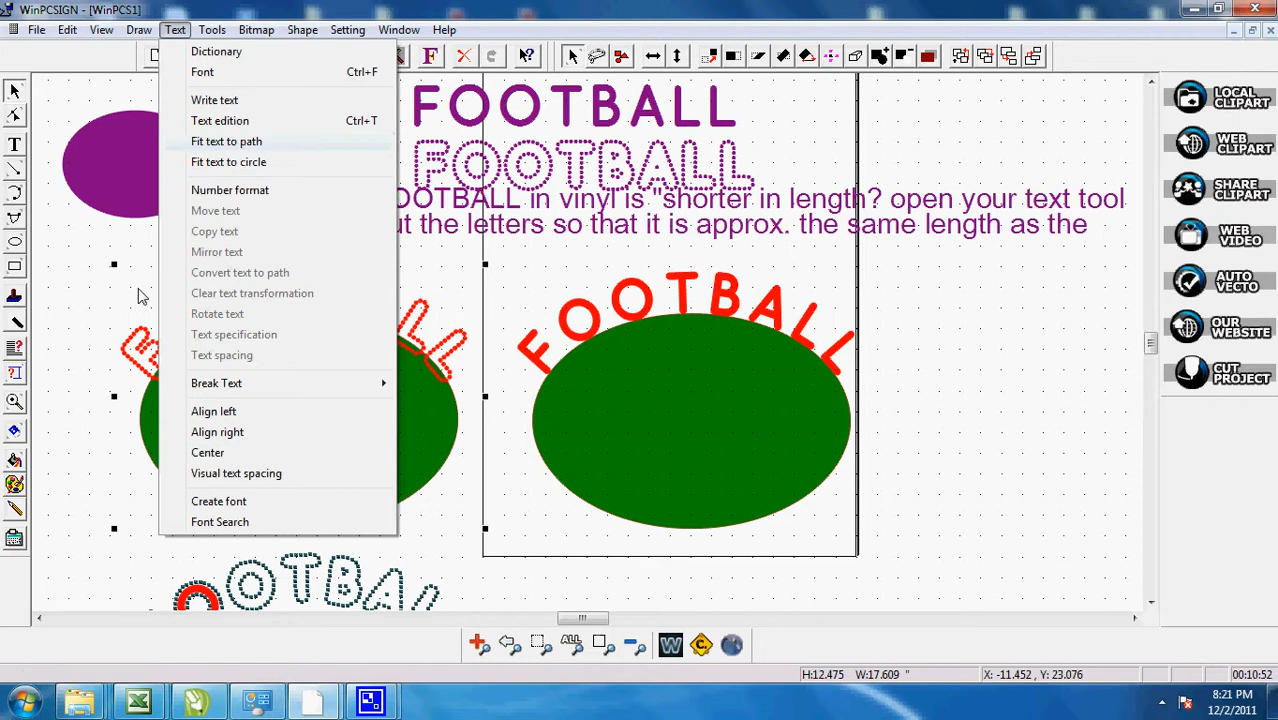 WinPCSIGN - [WinPCS1]
File Edit View Draw Text Tools Bitmap Shape Setting Window Help
Dictionary
Font Ctrl+F
Write text
Text edition Ctrl+T
Fit text to path
Fit text to circle
Number format
Move text
Copy text
Mirror text
Convert text to path
Clear text transformation
Rotate text
Text specification
Text spacing
Break Text
Align left
Align right
Center
Visual text spacing
Create font
Font Search
FOOTBALL
FOOTBALL
OOTBALL in vinyl is "shorter in length? open your text tool
ut the letters so that it is approx. the same length as the
FOOTBALL
LL
OOTBAL
LOCAL CLIPART
WEB CLIPART
SHARE CLIPART
WEB VIDEO
AUTO VECTO
OUR WEBSITE
CUT PROJECT
ALL
W
C.
H:12.475 W:17.609 " X: -11.452, Y: 23.076 00:10:52
8:21 PM
12/2/2011